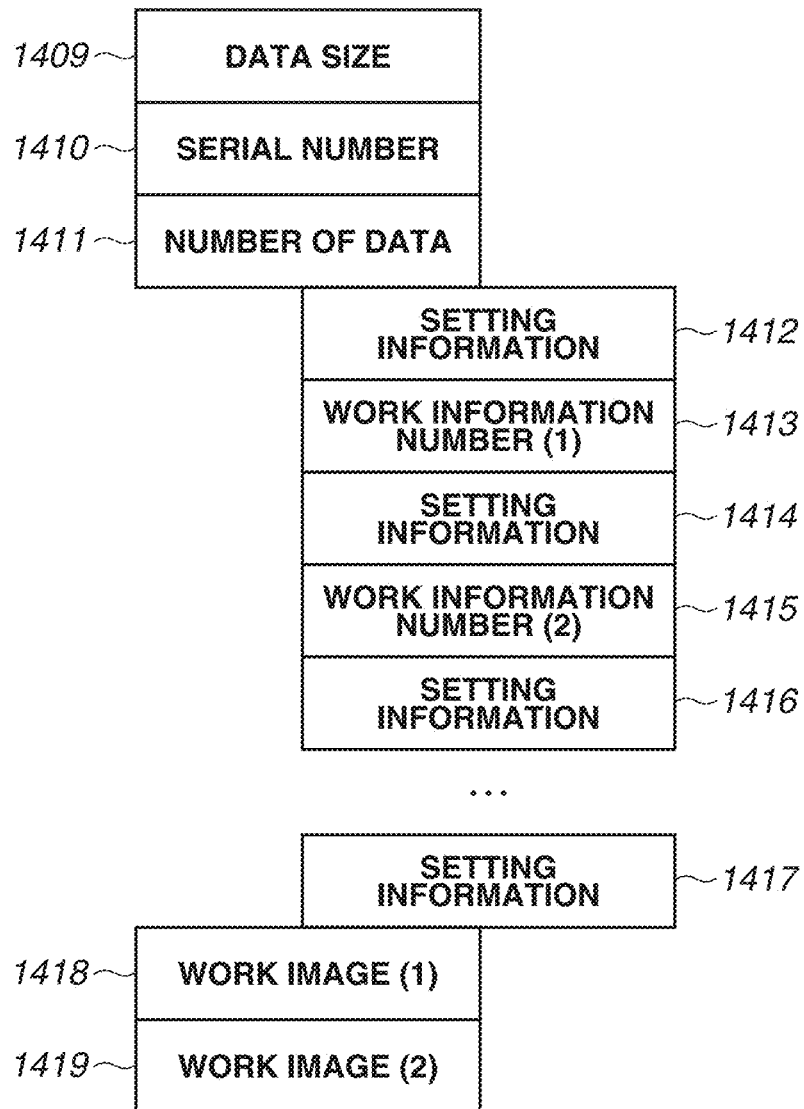 1409 DATA SIZE
1410 SERIAL NUMBER
1411 NUMBER OF DATA
SETTING
INFORMATION 1412
WORK INFORMATION
NUMBER (1) 1413
SETTING
INFORMATION 1414
WORK INFORMATION
NUMBER (2) 1415
SETTING
INFORMATION 1416
...
SETTING
INFORMATION 1417
1418 WORK IMAGE (1)
1419 WORK IMAGE (2)